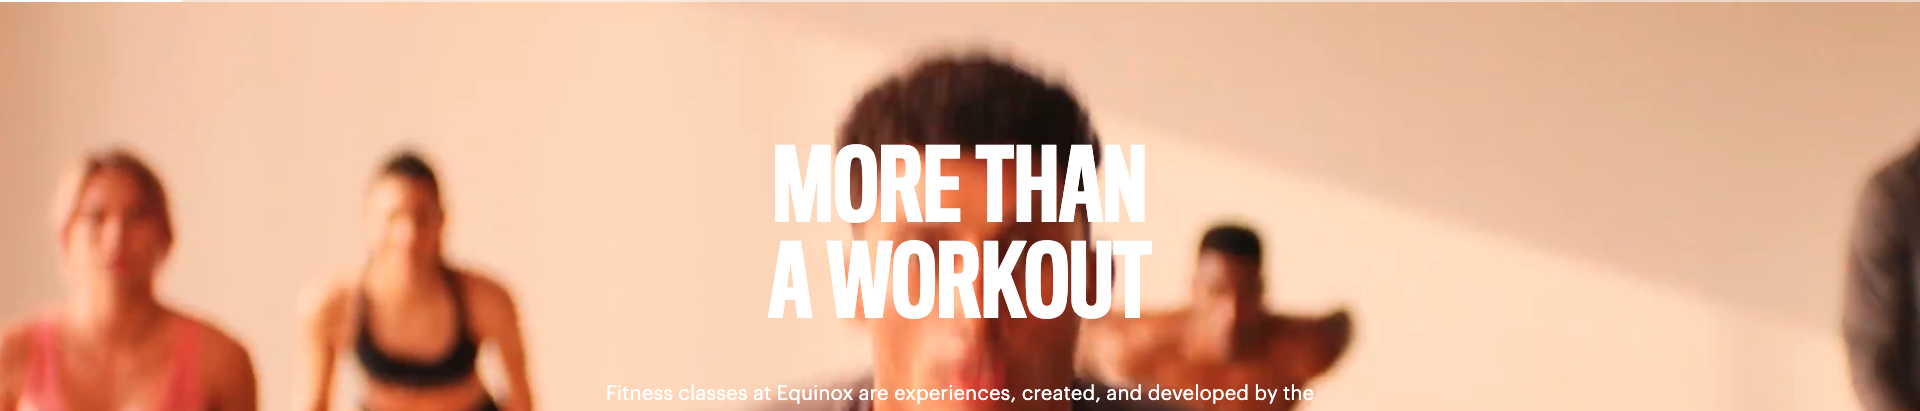 MORE THAN
A WORKOUT
Fitness classes at Equinox are experiences, created, and developed by the